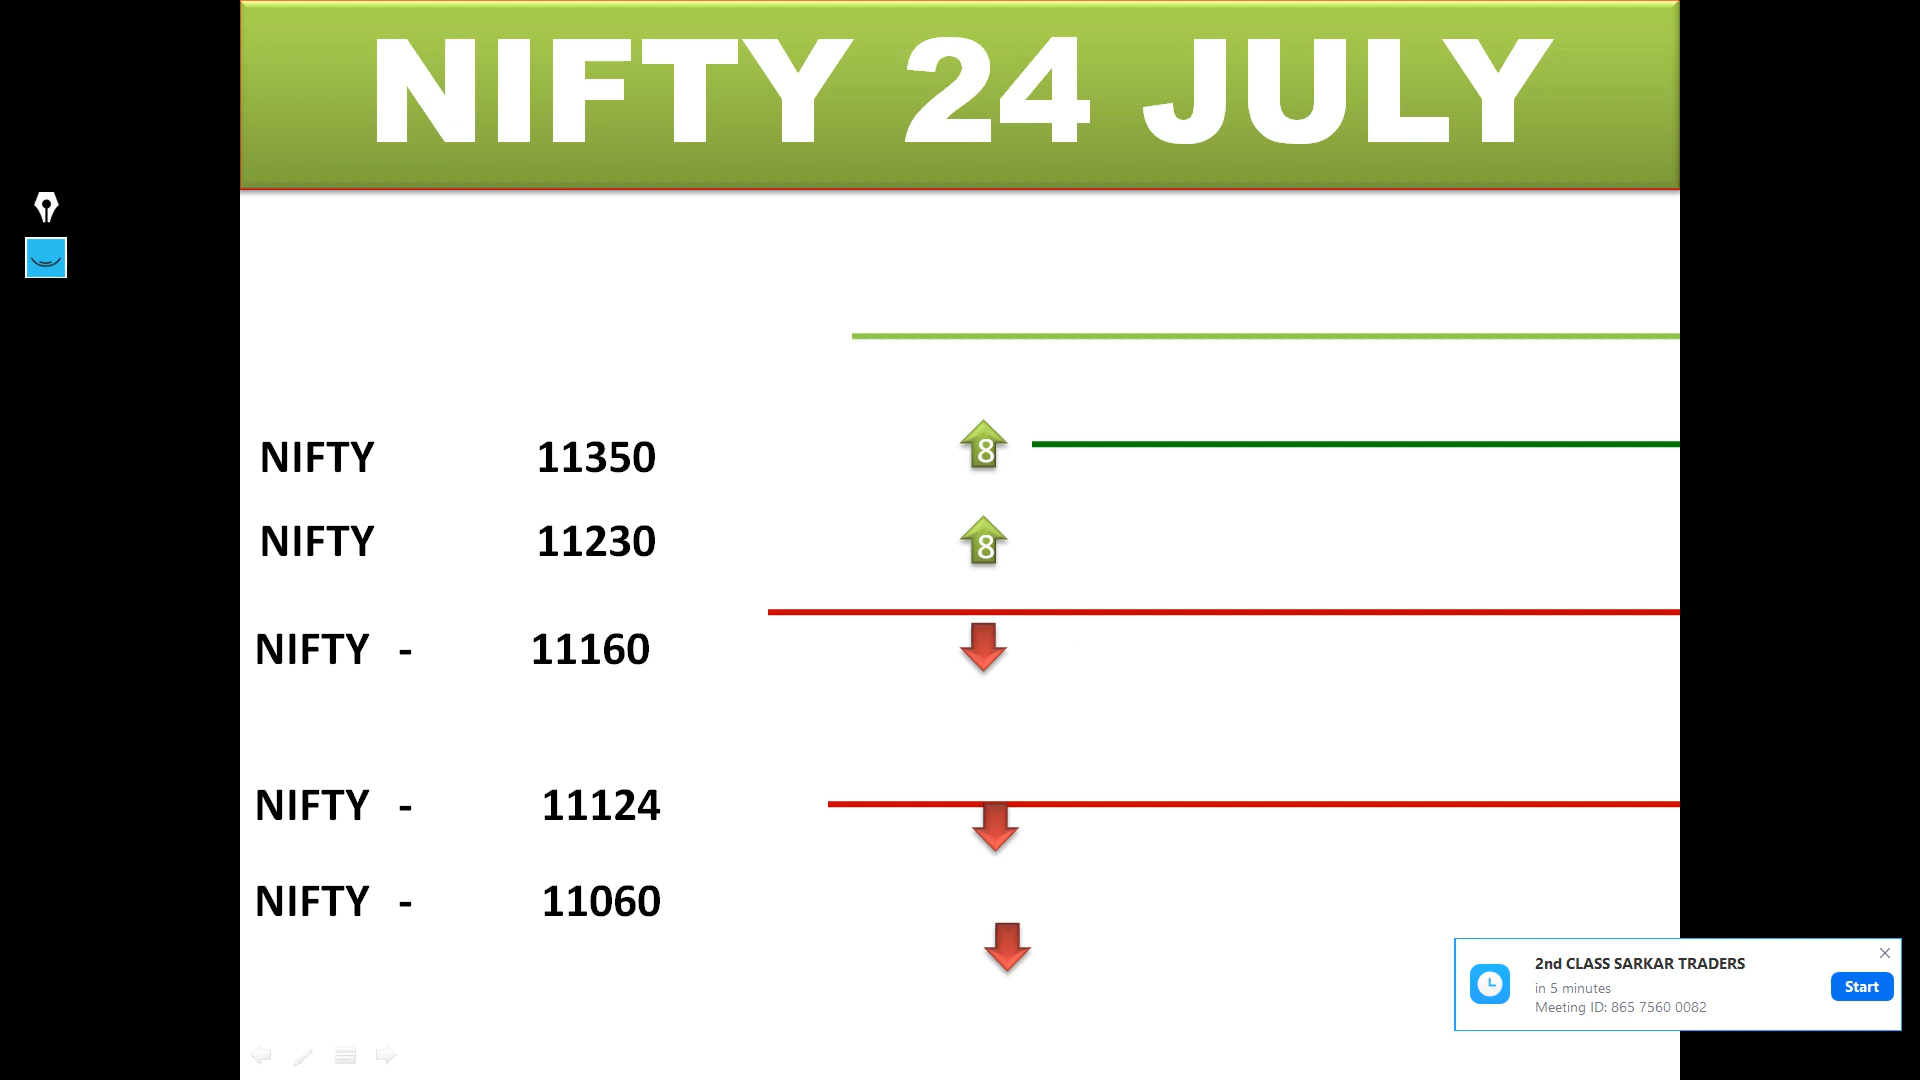 NIFTY 24 JULY
NIFTY 11350 8
NIFTY 11230 8
NIFTY - 11160
NIFTY - 11124
NIFTY - 11060
2nd CLASS SARKAR TRADERS
in 5 minutes
Meeting ID: 865 7560 0082
Start